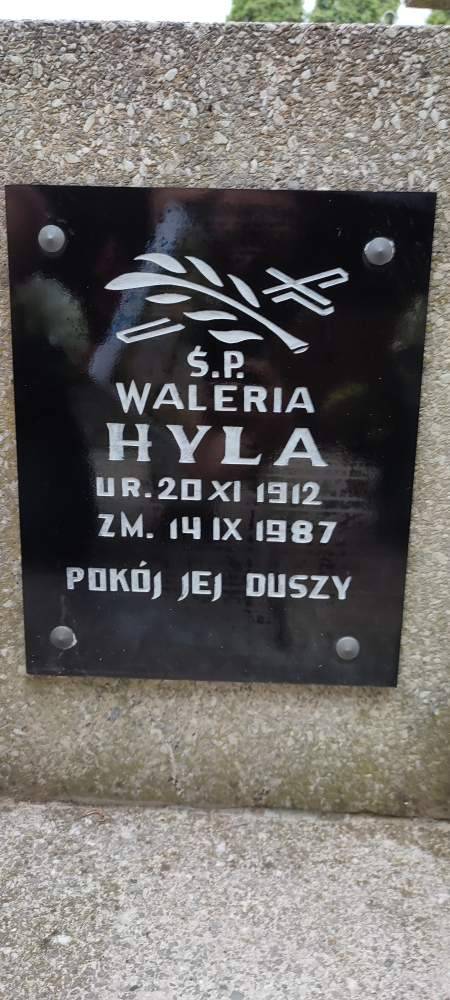 Ś.P.
WALERIA
HYLA
UR. 20 XI 1912
ZM. 14 IX 1987
POKÓJ JEJ DUSZY